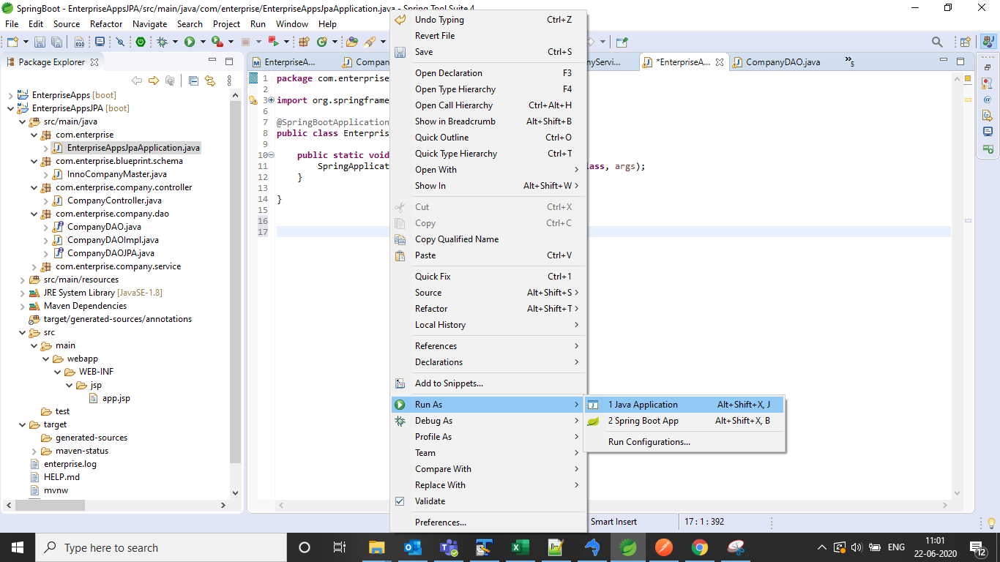 SpringBoot - EnterpriseAppsJPA/src/main/java/com/enterprise/EnterpriseAppsJpaApplication.java - Spring Tool Suite 4
File Edit Source Refactor Navigate Search Project Run Window Help
Package Explorer
EnterpriseApps [boot]
EnterpriseAppsJPA [boot]
src/main/java
com.enterprise
EnterpriseAppsJpaApplication.java
com.enterprise.blueprint.schema
InnoCompanyMaster.java
com.enterprise.company.controller
CompanyController.java
com.enterprise.company.dao
CompanyDAO.java
CompanyDAOImpl.java
CompanyDAOJPA.java
com.enterprise.company.service
src/main/resources
JRE System Library [JavaSE-1.8]
Maven Dependencies
target/generated-sources/annotations
src
main
webapp
WEB-INF
jsp
app.jsp
test
target
generated-sources
maven-status
enterprise.log
HELP.md
mvnw
EnterpriseA... Compan nyServi... *EnterpriseA... CompanyDAO.java »5
1 package com.enterprise
2
3 import org.springframe
6
7 @SpringBootApplication
8 public class Enterpris
9
10 public static void
11 SpringApplicat lass, args);
12 }
13
14 }
15
16
17
Undo Typing Ctrl+Z
Revert File
Save Ctrl+S
Open Declaration F3
Open Type Hierarchy F4
Open Call Hierarchy Ctrl+Alt+H
Show in Breadcrumb Alt+Shift+B
Quick Outline Ctrl+O
Quick Type Hierarchy Ctrl+T
Open With
Show In Alt+Shift+W
Cut Ctrl+X
Copy Ctrl+C
Copy Qualified Name
Paste Ctrl+V
Quick Fix Ctrl+1
Source Alt+Shift+S
Refactor Alt+Shift+T
Local History
References
Declarations
Add to Snippets...
Run As
Debug As
Profile As
Team
Compare With
Replace With
Validate
Preferences...
1 Java Application Alt+Shift+X, J
2 Spring Boot App Alt+Shift+X, B
Run Configurations...
Smart Insert 17 : 1 : 392
Type here to search
ENG
11:01
22-06-2020
12